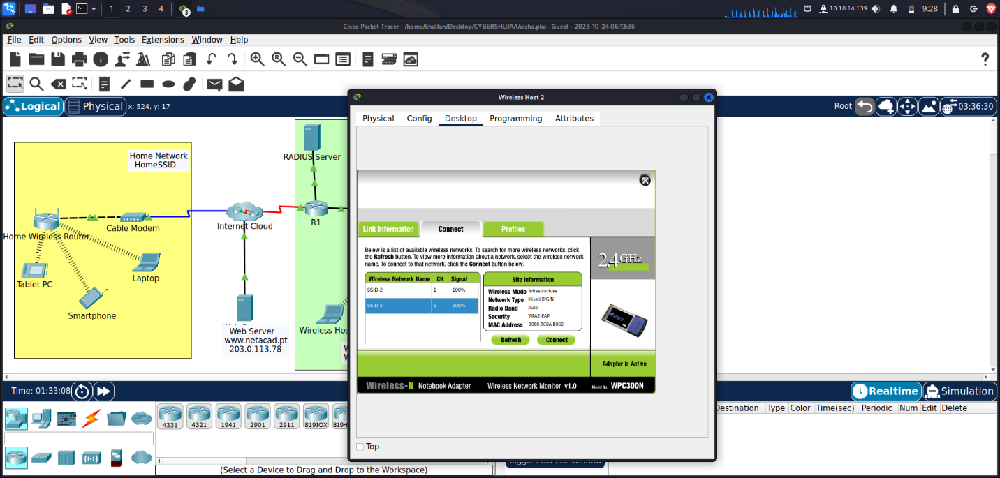 1 2 3 4 3 10.10.14.139 9:28
Cisco Packet Tracer - /home/khalfan/Desktop/CYBERSHUJAA/aisha.pka - Guest - 2023-10-24 06:13:36
File Edit Options View Tools Extensions Window Help
Logical Physical x: 524, y: 17 Root 03:36:30
Home Network
HomeSSID
Home Wireless Router
Cable Modem
Tablet PC
Laptop
Smartphone
Internet Cloud
Web Server
www.netacad.pt
203.0.113.78
RADIUS Server
R1
Wireless Hos
Wireless Host 2
Physical Config Desktop Programming Attributes
Link Information Connect Profiles
Below is a list of available wireless networks. To search for more wireless networks, click
the Refresh button. To view more information about a network, select the wireless network
name. To connect to that network, click the Connect button below.
2.4GHz
Wireless Network Name CH Signal
SSID-2 1 100%
SSID-5 1 100%
Site Information
Wireless Mode Infrastructure
Network Type Mixed B/G/N
Radio Band Auto
Security WPA2-EAP
MAC Address 0060.5C8A.B002
Refresh Connect
Adapter is Active
Wireless-N Notebook Adapter Wireless Network Monitor v1.0 Model No. WPC300N
Top
Time: 01:33:08 Realtime Simulation
4331 4321 1941 2901 2911 819IOX 819H
Destination Type Color Time(sec) Periodic Num Edit Delete
(Select a Device to Drag and Drop to the Workspace)
Toggle PDU List Window